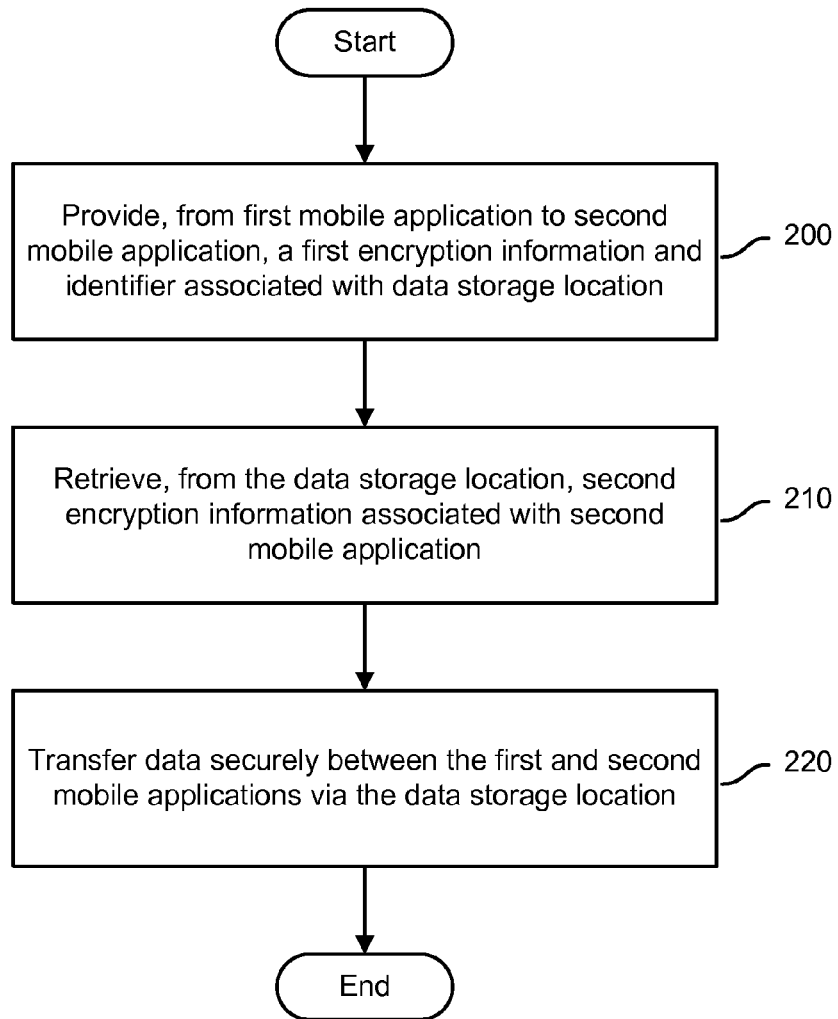 Start
Provide, from first mobile application to second
mobile application, a first encryption information and
identifier associated with data storage location
200
Retrieve, from the data storage location, second
encryption information associated with second
mobile application
210
Transfer data securely between the first and second
mobile applications via the data storage location
220
End